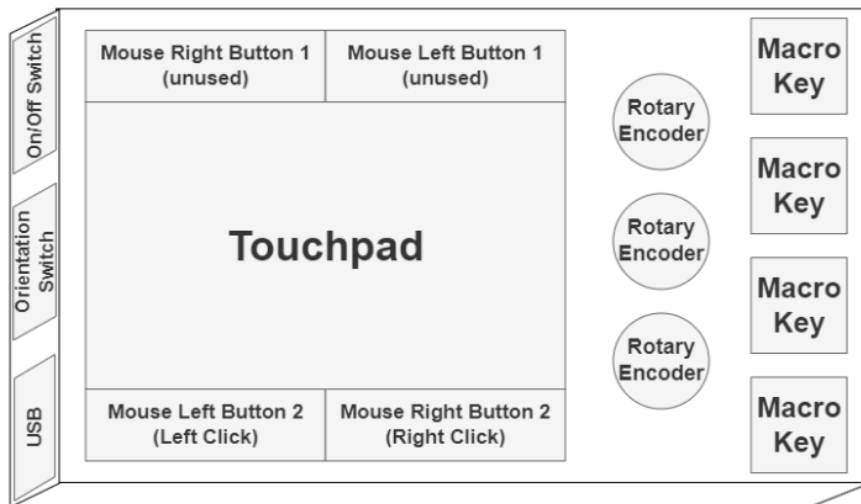 On/Off Switch
Orientation
Switch
USB
Mouse Right Button 1
(unused)
Mouse Left Button 1
(unused)
Touchpad
Mouse Left Button 2
(Left Click)
Mouse Right Button 2
(Right Click)
Rotary
Encoder
Rotary
Encoder
Rotary
Encoder
Macro
Key
Macro
Key
Macro
Key
Macro
Key